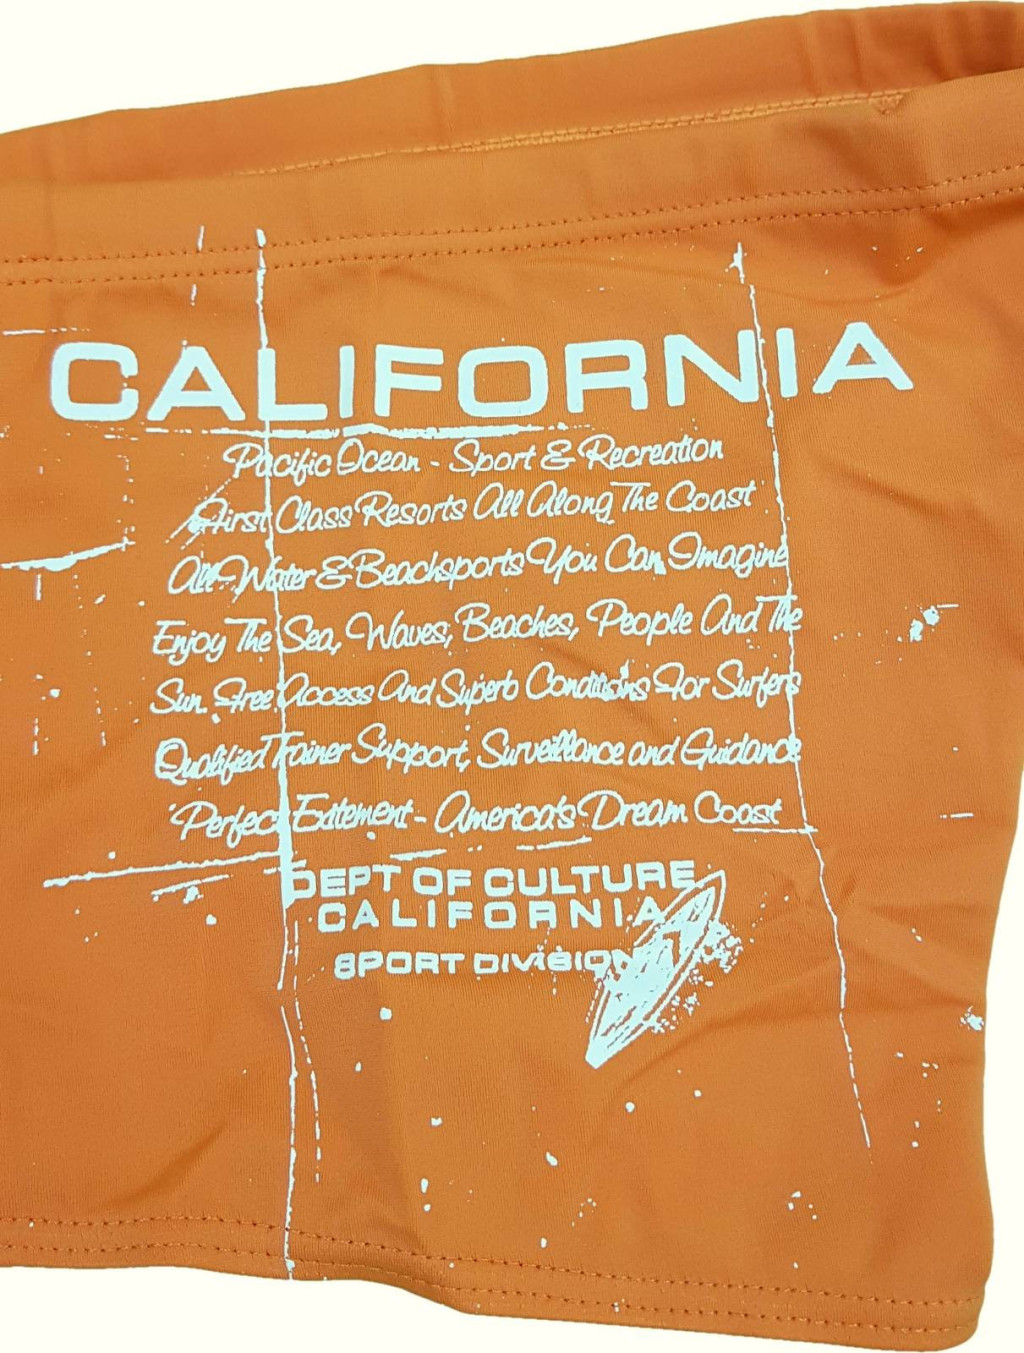 CALIFORNIA
Pacific Ocean - Sport & Recreation
First Class Resorts All Along The Coast
All Water & Beachsports You Can Imagine
Enjoy The Sea, Waves, Beaches, People And The
Sun. Free Access And Superb Conditions For Surfers
Qualified Trainer Support, Surveillance and Guidance
Perfect Exitement - America's Dream Coast
DEPT OF CULTURE
CALIFORNIA
SPORT DIVISION